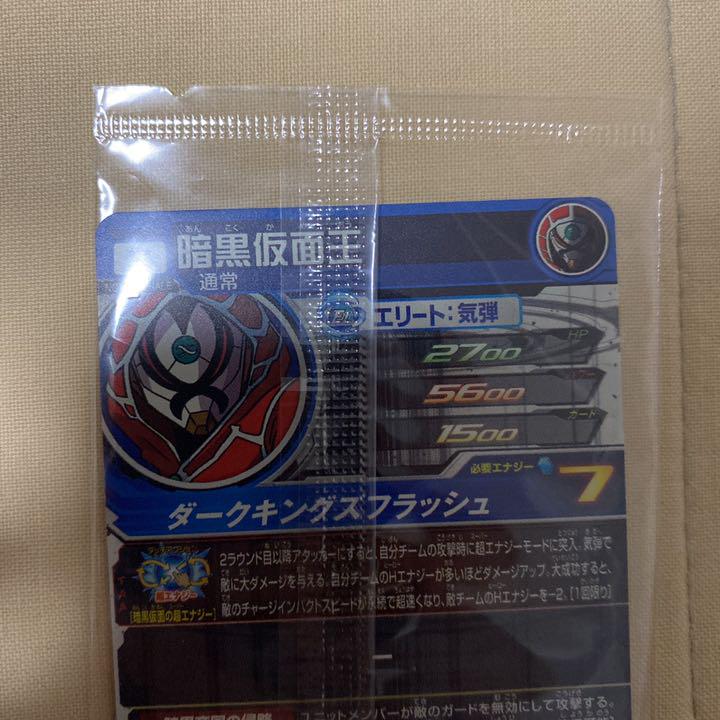 暗黒仮面王
通常
エリート:気弾
HP
2700
5600
ガード
1500
必要エナジー 7
ダークキングズフラッシュ
2ラウンド目以降アタッカーにすると、自分チームの攻撃時に超エナジーモードに突入。気弾で
敵に大ダメージを与える。自分チームのHエナジーが多いほどダメージアップ。大成功すると、
敵のチャージインパクトスピードが永続で超速くなり、敵チームのHエナジーを-2。[1回限り]
超エナジー
[暗黒仮面の超エナジー]
ー
ユニットメンバーが敵のガードを無効にして攻撃する。